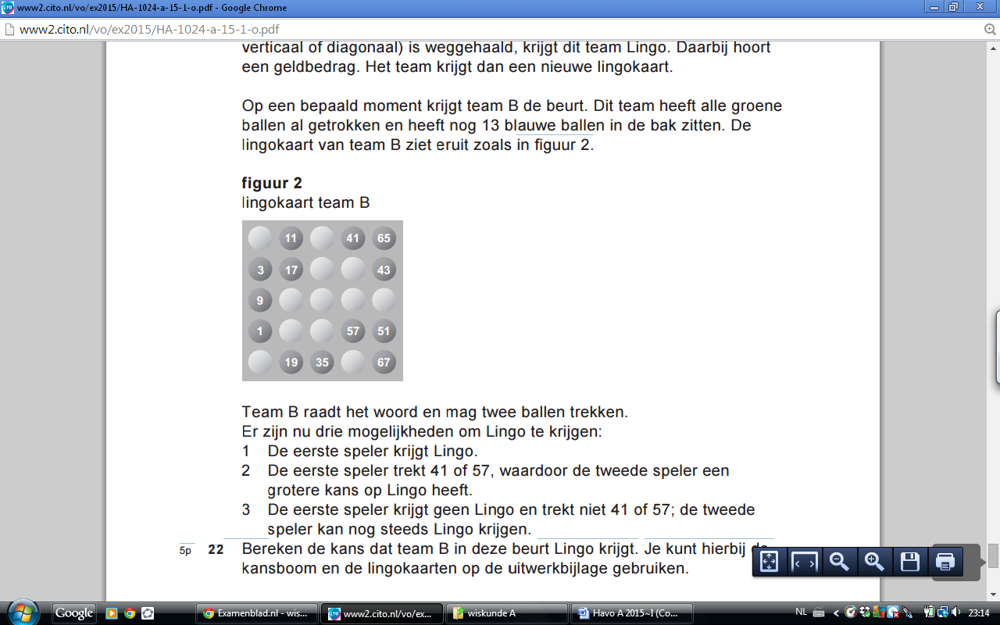 www2.cito.nl/vo/ex2015/HA-1024-a-15-1-o.pdf - Google Chrome
www2.cito.nl/vo/ex2015/HA-1024-a-15-1-o.pdf
verticaal of diagonaal) is weggehaald, krijgt dit team Lingo. Daarbij hoort
een geldbedrag. Het team krijgt dan een nieuwe lingokaart.
Op een bepaald moment krijgt team B de beurt. Dit team heeft alle groene
ballen al getrokken en heeft nog 13 blauwe ballen in de bak zitten. De
lingokaart van team B ziet eruit zoals in figuur 2.
figuur 2
lingokaart team B
11 41 65
3 17 43
9
1 57 51
19 35 67
Team B raadt het woord en mag twee ballen trekken.
Er zijn nu drie mogelijkheden om Lingo te krijgen:
1 De eerste speler krijgt Lingo.
2 De eerste speler trekt 41 of 57, waardoor de tweede speler een
grotere kans op Lingo heeft.
3 De eerste speler krijgt geen Lingo en trekt niet 41 of 57; de tweede
speler kan nog steeds Lingo krijgen.
5p 22 Bereken de kans dat team B in deze beurt Lingo krijgt. Je kunt hierbij de
kansboom en de lingokaarten op de uitwerkbijlage gebruiken.
Google Examenblad.nl - wis... www2.cito.nl/vo/ex... wiskunde A Havo A 2015~I (Co... NL 23:14